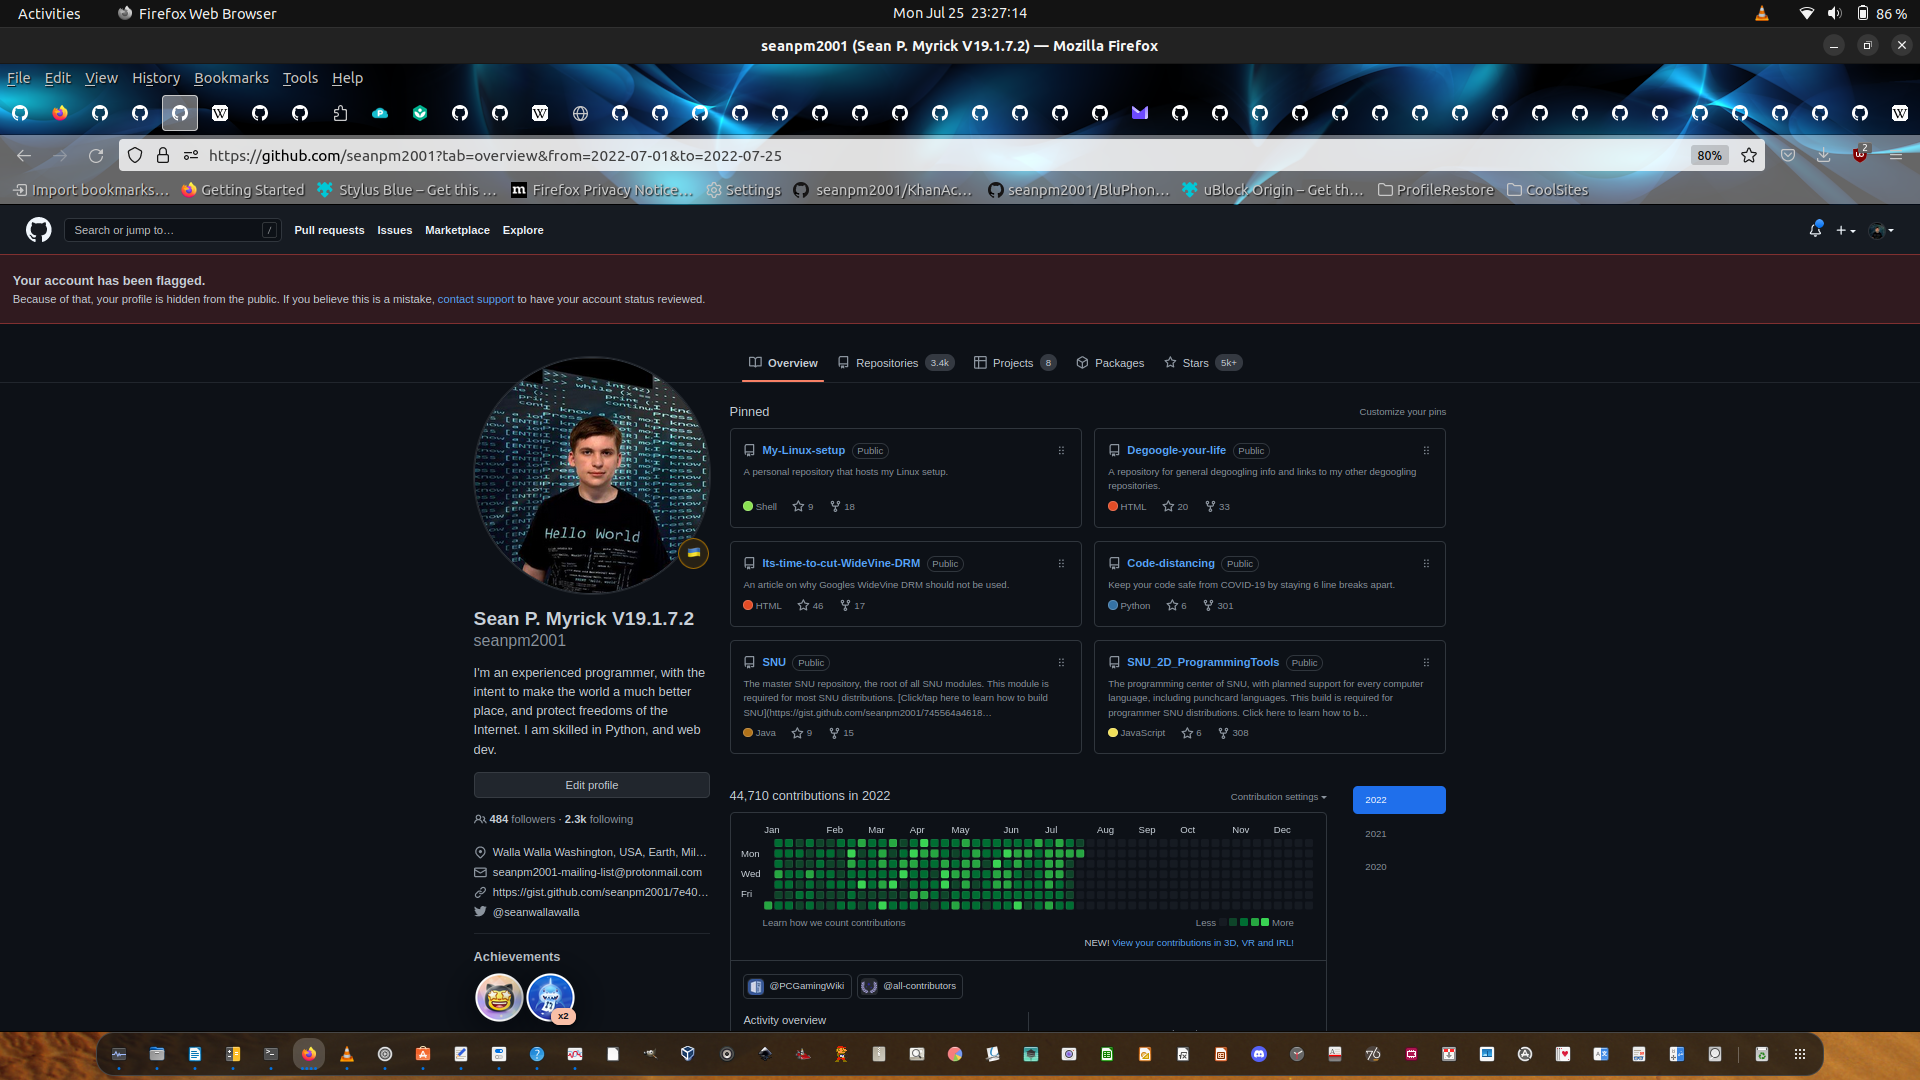 Activities
Firefox Web Browser
Mon Jul 25 23:27:14
86 %
seanpm2001 (Sean P. Myrick V19.1.7.2) — Mozilla Firefox
File Edit View History Bookmarks Tools Help
https://github.com/seanpm2001?tab=overview&from=2022-07-01&to=2022-07-25
80%
2
Import bookmarks… Getting Started Stylus Blue – Get this … Firefox Privacy Notice… Settings seanpm2001/KhanAc… seanpm2001/BluPhon… uBlock Origin – Get th… ProfileRestore CoolSites
Search or jump to… /
Pull requests Issues Marketplace Explore
Your account has been flagged.
Because of that, your profile is hidden from the public. If you believe this is a mistake, contact support to have your account status reviewed.
Overview
Repositories 3.4k
Projects 8
Packages
Stars 5k+
Hello World
Sean P. Myrick V19.1.7.2
seanpm2001
I'm an experienced programmer, with the
intent to make the world a much better
place, and protect freedoms of the
Internet. I am skilled in Python, and web
dev.
Edit profile
484 followers · 2.3k following
Walla Walla Washington, USA, Earth, Mil…
seanpm2001-mailing-list@protonmail.com
https://gist.github.com/seanpm2001/7e40…
@seanwallawalla
Achievements
x2
Pinned
Customize your pins
My-Linux-setup Public
A personal repository that hosts my Linux setup.
Shell 9 18
Degoogle-your-life Public
A repository for general degoogling info and links to my other degoogling
repositories.
HTML 20 33
Its-time-to-cut-WideVine-DRM Public
An article on why Googles WideVine DRM should not be used.
HTML 46 17
Code-distancing Public
Keep your code safe from COVID-19 by staying 6 line breaks apart.
Python 6 301
SNU Public
The master SNU repository, the root of all SNU modules. This module is
required for most SNU distributions. [Click/tap here to learn how to build
SNU](https://gist.github.com/seanpm2001/745564a4618…
Java 9 15
SNU_2D_ProgrammingTools Public
The programming center of SNU, with planned support for every computer
language, including punchcard languages. This build is required for
programmer SNU distributions. Click here to learn how to b…
JavaScript 6 308
44,710 contributions in 2022
Contribution settings
2022
2021
2020
Jan Feb Mar Apr May Jun Jul Aug Sep Oct Nov Dec
Mon
Wed
Fri
Learn how we count contributions
Less More
NEW! View your contributions in 3D, VR and IRL!
@PCGamingWiki
@all-contributors
Activity overview